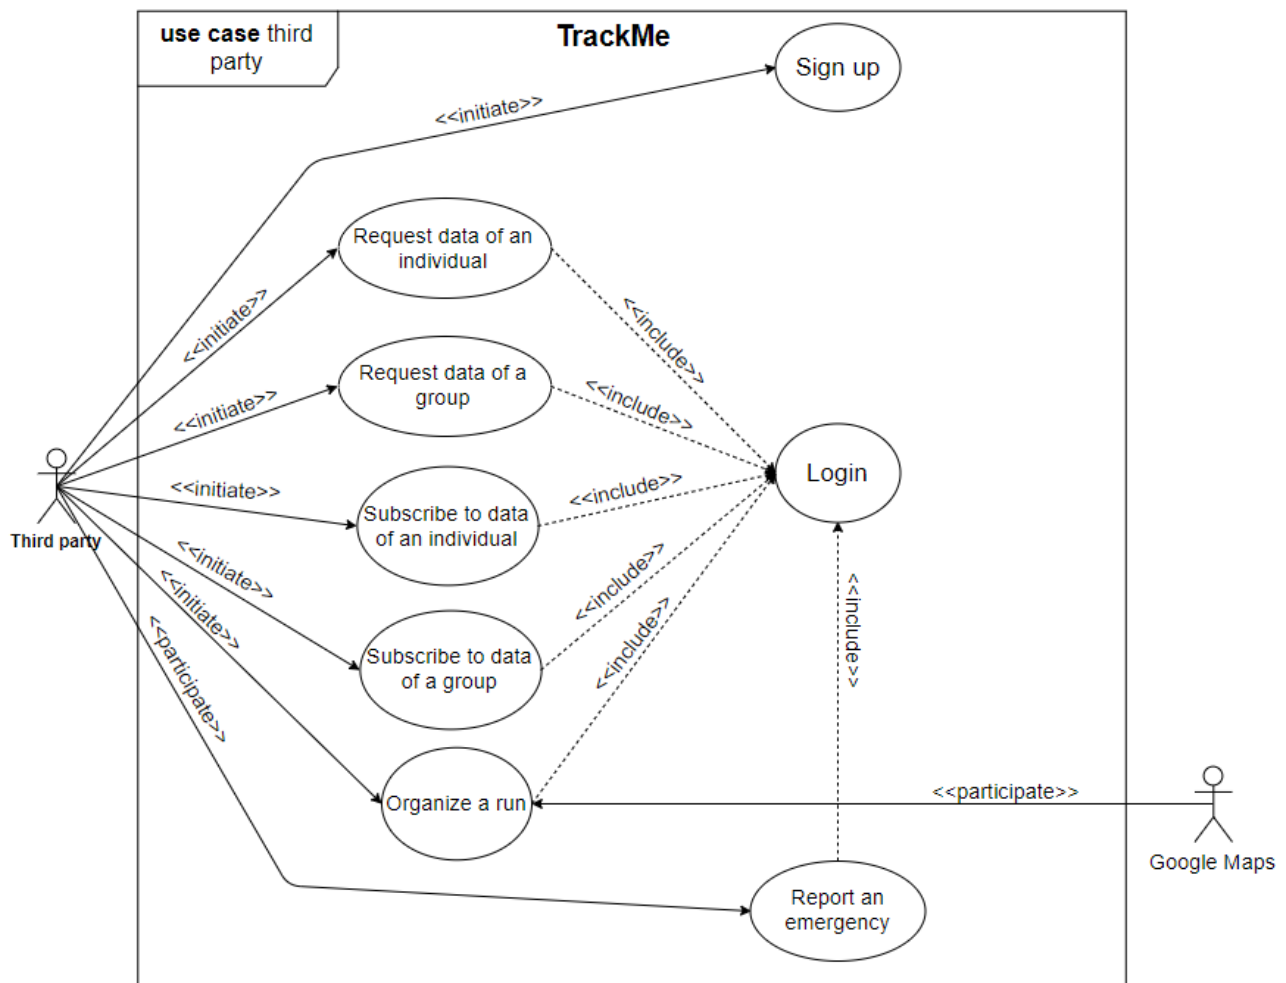 use case third
party
TrackMe
Sign up
<<initiate>>
Request data of an
individual
<<initiate>>
<<include>>
Request data of a
group
<<initiate>>
<<include>>
Login
<<initiate>>
Subscribe to data
of an individual
<<include>>
Third party
<<initiate>>
<<include>>
<<initiate>>
<<include>>
<<include>>
Subscribe to data
of a group
<<participate>>
Organize a run
<<participate>>
Google Maps
Report an
emergency